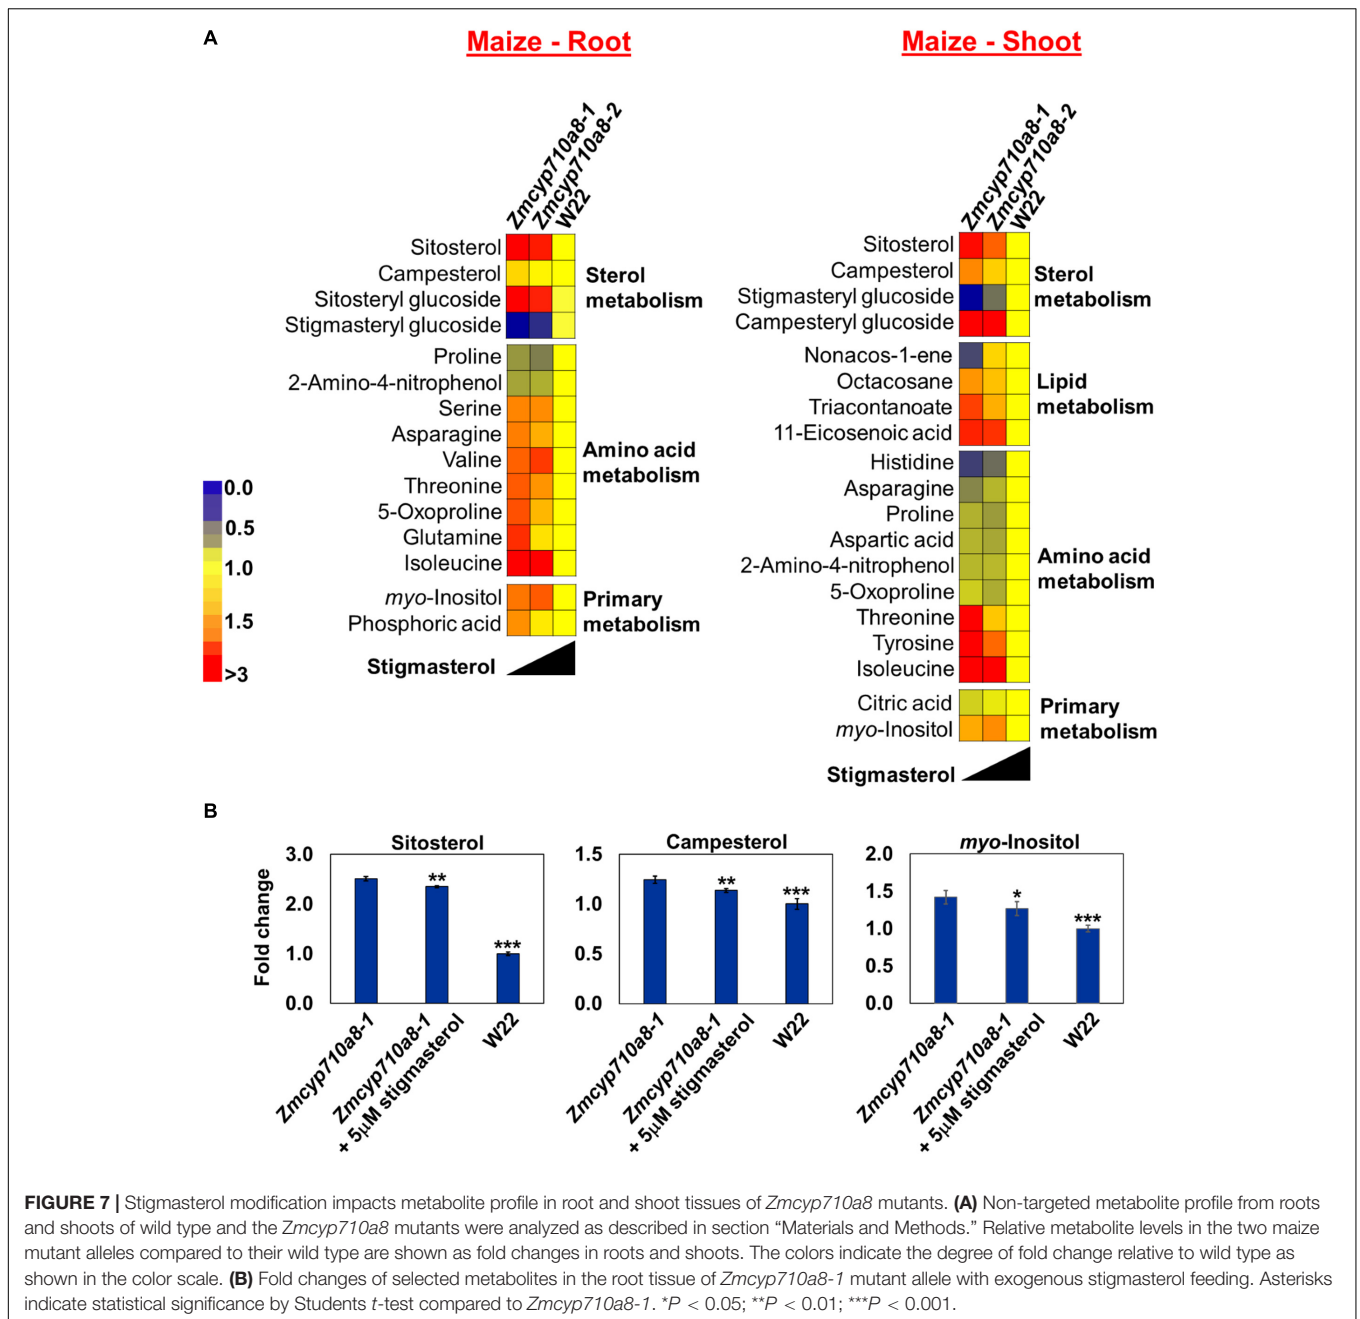 A
Maize - Root
Maize - Shoot
Zmcyp710a8-1
Zmcyp710a8-2
W22
Sitosterol
Campesterol
Sitosteryl glucoside
Stigmasteryl glucoside
Sterol
metabolism
Proline
2-Amino-4-nitrophenol
Serine
Asparagine
Valine
Threonine
5-Oxoproline
Glutamine
Isoleucine
Amino acid
metabolism
myo-Inositol
Phosphoric acid
Primary
metabolism
Stigmasterol
0.0
0.5
1.0
1.5
>3
Zmcyp710a8-1
Zmcyp710a8-2
W22
Sitosterol
Campesterol
Stigmasteryl glucoside
Campesteryl glucoside
Sterol
metabolism
Nonacos-1-ene
Octacosane
Triacontanoate
11-Eicosenoic acid
Lipid
metabolism
Histidine
Asparagine
Proline
Aspartic acid
2-Amino-4-nitrophenol
5-Oxoproline
Threonine
Tyrosine
Isoleucine
Amino acid
metabolism
Citric acid
myo-Inositol
Primary
metabolism
Stigmasterol
B
Sitosterol
Fold change
3.0
2.0
1.0
0.0
**
***
Zmcyp710a8-1
Zmcyp710a8-1
+ 5µM stigmasterol
W22
Campesterol
1.5
1.0
0.5
0.0
**
***
Zmcyp710a8-1
Zmcyp710a8-1
+ 5µM stigmasterol
W22
myo-Inositol
2.0
1.5
1.0
0.5
0.0
*
***
Zmcyp710a8-1
Zmcyp710a8-1
+ 5µM stigmasterol
W22
FIGURE 7 | Stigmasterol modification impacts metabolite profile in root and shoot tissues of Zmcyp710a8 mutants. (A) Non-targeted metabolite profile from roots
and shoots of wild type and the Zmcyp710a8 mutants were analyzed as described in section “Materials and Methods.” Relative metabolite levels in the two maize
mutant alleles compared to their wild type are shown as fold changes in roots and shoots. The colors indicate the degree of fold change relative to wild type as
shown in the color scale. (B) Fold changes of selected metabolites in the root tissue of Zmcyp710a8-1 mutant allele with exogenous stigmasterol feeding. Asterisks
indicate statistical significance by Students t-test compared to Zmcyp710a8-1. *P < 0.05; **P < 0.01; ***P < 0.001.